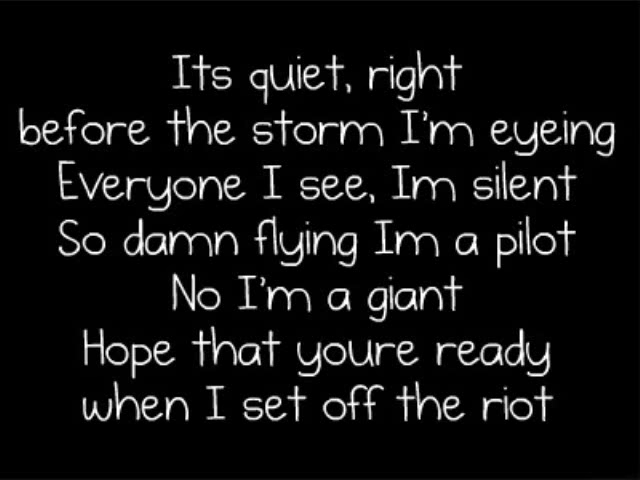 Its quiet, right
before the storm I'm eyeing
Everyone I see, Im silent
So damn flying Im a pilot
No I'm a giant
Hope that youre ready
when I set off the riot